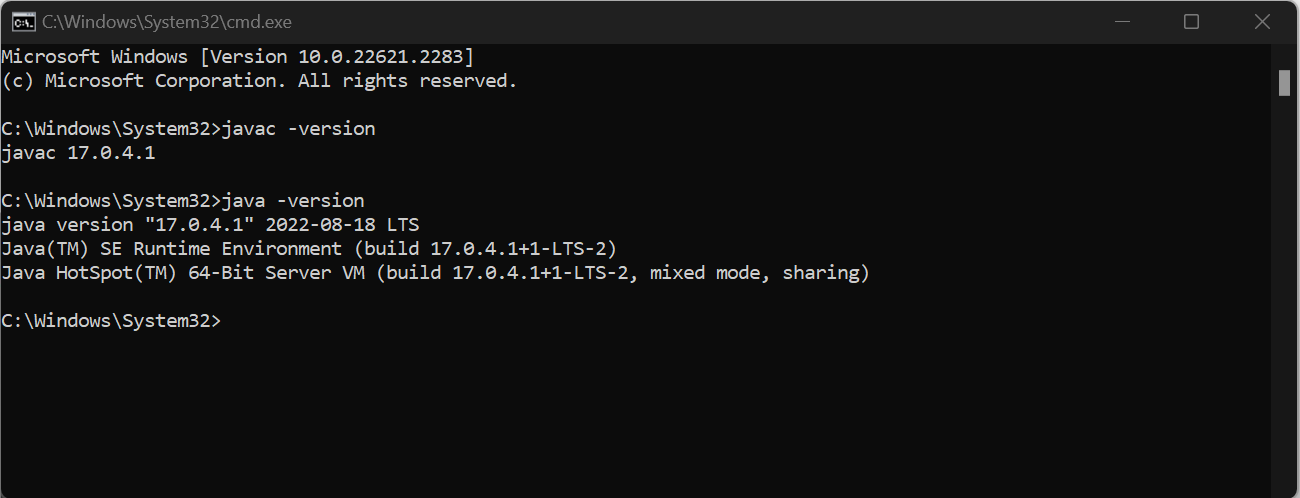 C:\Windows\System32\cmd.exe
Microsoft Windows [Version 10.0.22621.2283]
(c) Microsoft Corporation. All rights reserved.
C:\Windows\System32>javac -version
javac 17.0.4.1
C:\Windows\System32>java -version
java version "17.0.4.1" 2022-08-18 LTS
Java(TM) SE Runtime Environment (build 17.0.4.1+1-LTS-2)
Java HotSpot(TM) 64-Bit Server VM (build 17.0.4.1+1-LTS-2, mixed mode, sharing)
C:\Windows\System32>